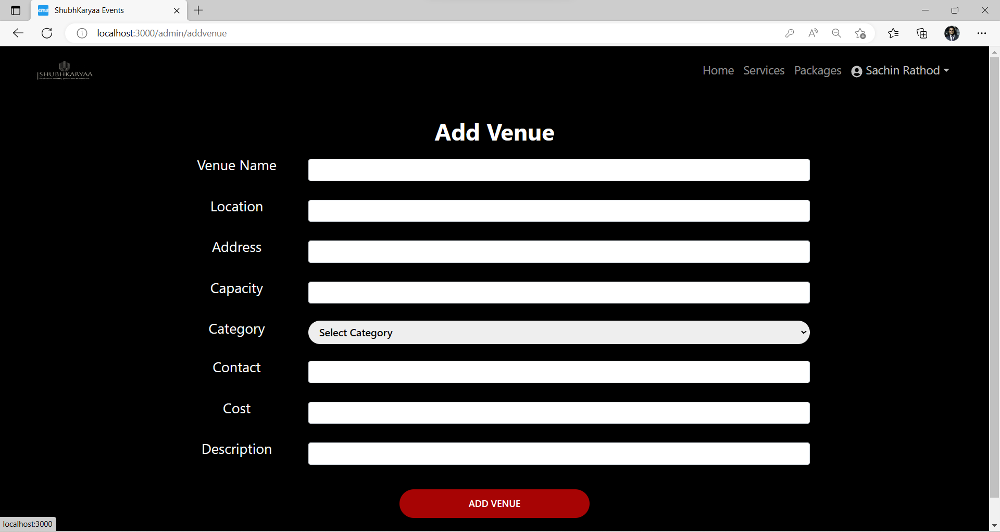 ShubhKaryaa Events
localhost:3000/admin/addvenue
SHUBHKARYAA
Home Services Packages Sachin Rathod
Add Venue
Venue Name
Location
Address
Capacity
Category Select Category
Contact
Cost
Description
ADD VENUE
localhost:3000